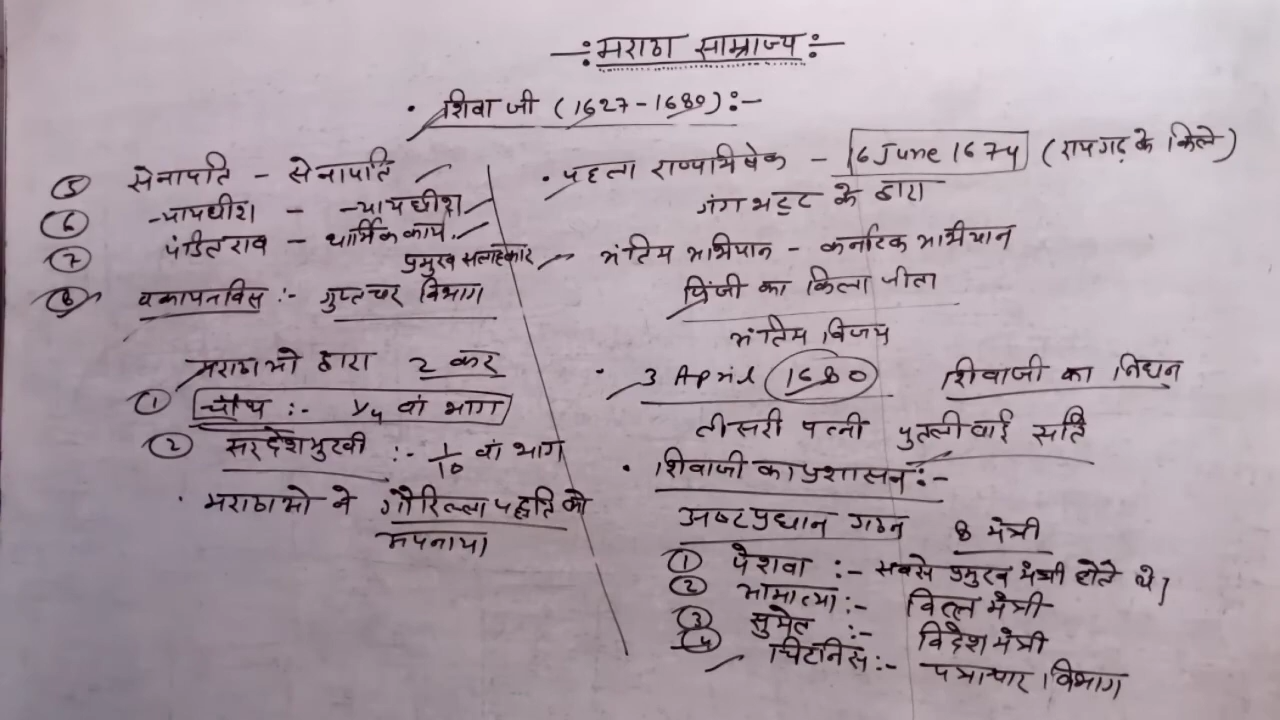 -: मराठा साम्राज्य :-
• शिवाजी (1627-1680):-
⑤ सेनापति - सेनापति
⑥ न्यायधीश - न्यायधीश
⑦ पंडितराव - धार्मिक कार्य
प्रमुख सलाहकार
⑧ वकायनविस :- गुप्तचर विभाग
मराठाओ द्वारा 2 कर
① चौथ :- 1/4 वां भाग
② सरदेशमुखी :- 1/10 वां भाग
• मराठाओ ने गोरिल्ला पद्दति को
अपनाया
• पहला राज्याभिषेक - 16 June 1674 (रायगढ़ के किले)
गंगभट्ट के द्वारा
अंतिम अभियान - कर्नाटक अभियान
जिंजी का किला जीता
अंतिम विजय
• 3 April 1680 शिवाजी का निधन
तीसरी पत्नी पुतलीबाई सति
• शिवाजी का प्रशासन :-
अष्टप्रधान गठन 8 मंत्री
① पेशवा :- सबसे प्रमुख मंत्री होते थे।
② आमात्या :- वित्त मंत्री
③ सुमंत :- विदेश मंत्री
④ चिटनिस :- पत्राचार विभाग